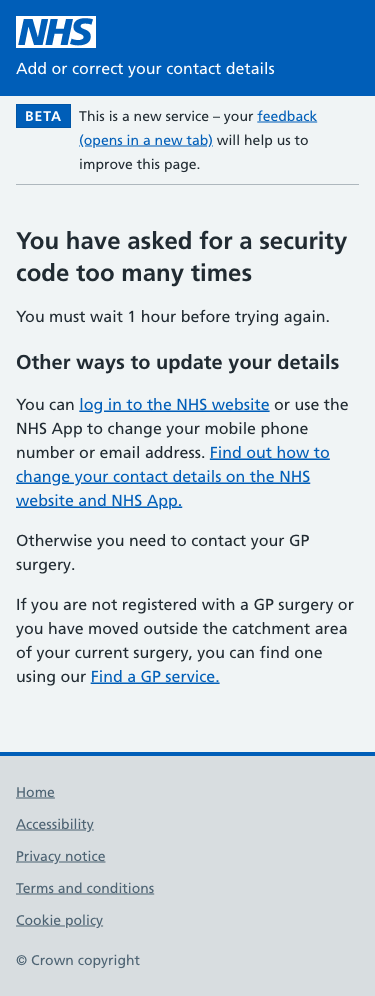 NHS
Add or correct your contact details
BETA
This is a new service – your feedback
(opens in a new tab) will help us to
improve this page.
You have asked for a security
code too many times
You must wait 1 hour before trying again.
Other ways to update your details
You can log in to the NHS website or use the
NHS App to change your mobile phone
number or email address. Find out how to
change your contact details on the NHS
website and NHS App.
Otherwise you need to contact your GP
surgery.
If you are not registered with a GP surgery or
you have moved outside the catchment area
of your current surgery, you can find one
using our Find a GP service.
Home
Accessibility
Privacy notice
Terms and conditions
Cookie policy
© Crown copyright